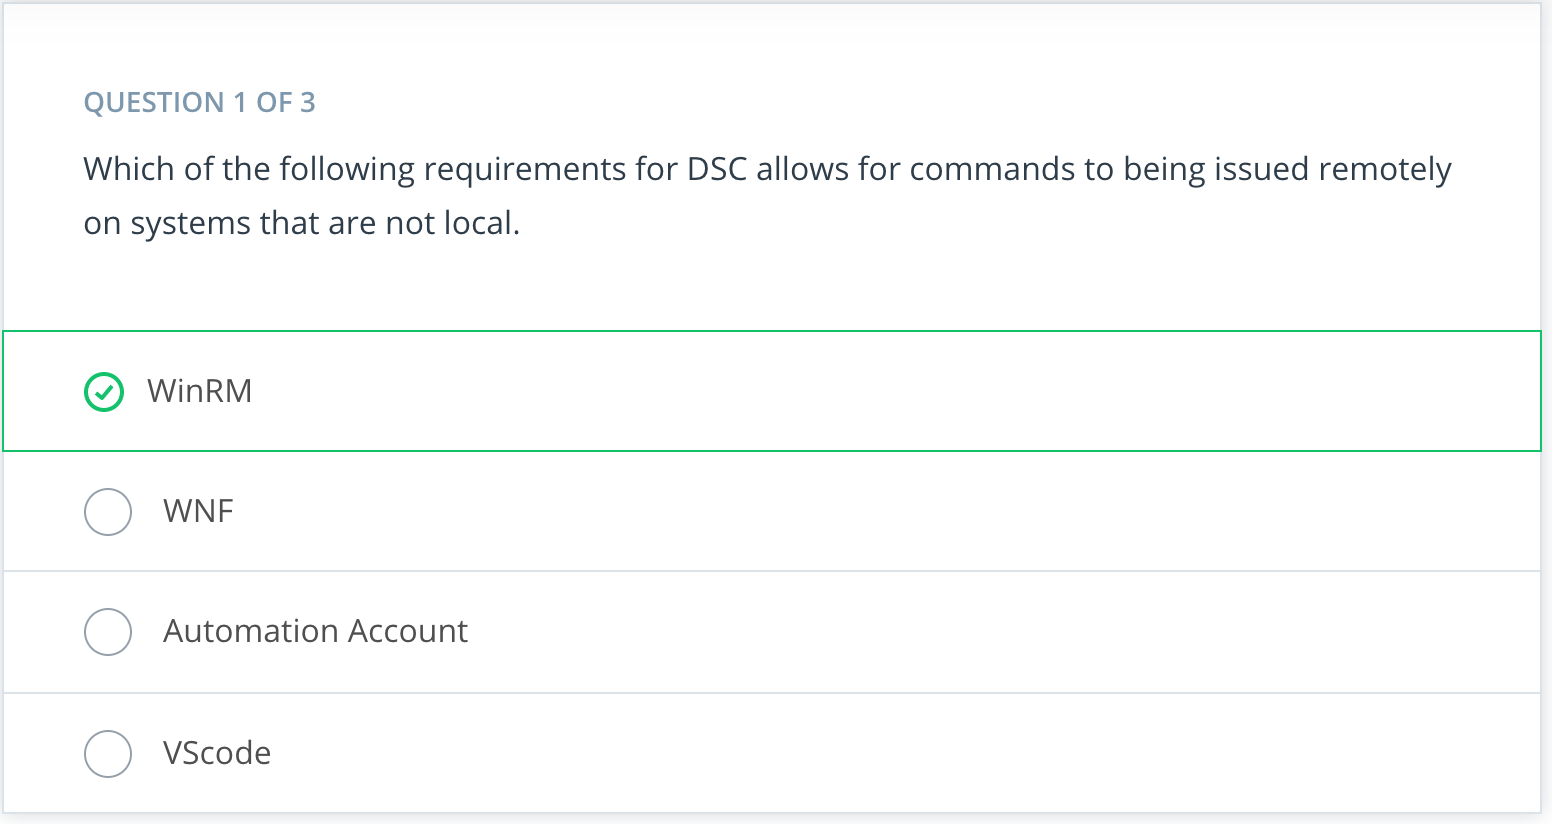 QUESTION 1 OF 3
Which of the following requirements for DSC allows for commands to being issued remotely
on systems that are not local.
WinRM
WNF
Automation Account
VScode